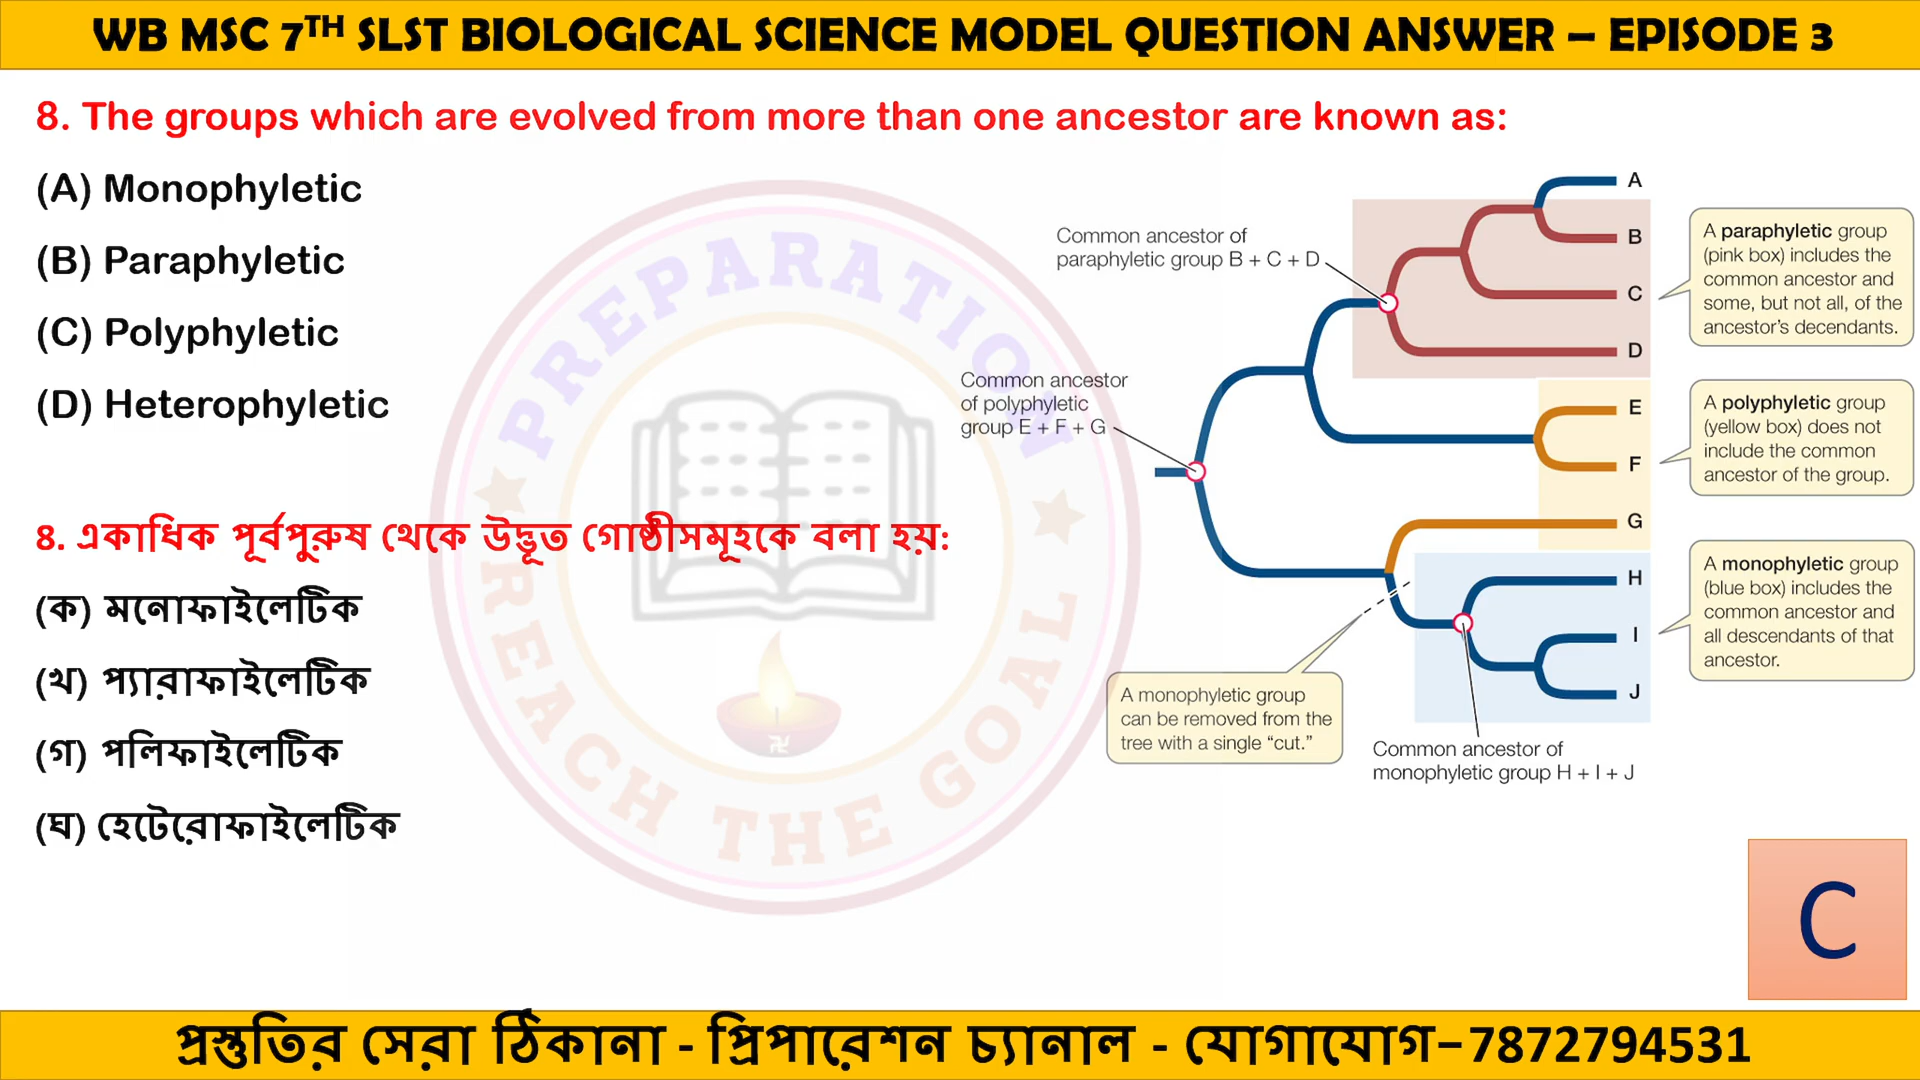 WB MSC 7TH SLST BIOLOGICAL SCIENCE MODEL QUESTION ANSWER – EPISODE 3
8. The groups which are evolved from more than one ancestor are known as:
(A) Monophyletic
(B) Paraphyletic
(C) Polyphyletic
(D) Heterophyletic
8. একাধিক পূর্বপুরুষ থেকে উদ্ভূত গোষ্ঠীসমূহকে বলা হয়:
(ক) মনোফাইলেটিক
(খ) প্যারাফাইলেটিক
(গ) পলিফাইলেটিক
(ঘ) হেটেরোফাইলেটিক
PREPARATION
REACH THE GOAL
Common ancestor of
paraphyletic group B + C + D
Common ancestor
of polyphyletic
group E + F + G
A
B
C
D
E
F
G
H
I
J
A paraphyletic group
(pink box) includes the
common ancestor and
some, but not all, of the
ancestor's decendants.
A polyphyletic group
(yellow box) does not
include the common
ancestor of the group.
A monophyletic group
(blue box) includes the
common ancestor and
all descendants of that
ancestor.
A monophyletic group
can be removed from the
tree with a single “cut.”
Common ancestor of
monophyletic group H + I + J
C
প্রস্তুতির সেরা ঠিকানা - প্রিপারেশন চ্যানাল - যোগাযোগ–7872794531